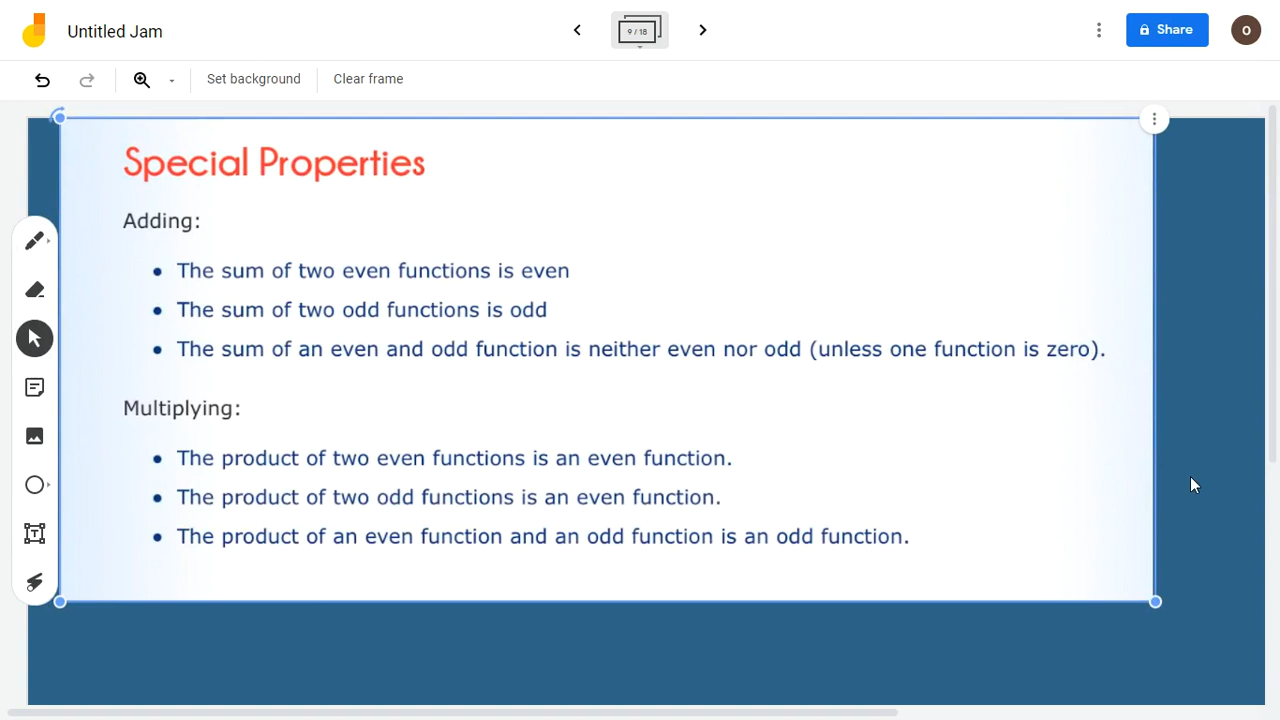 Untitled Jam
9 / 18
Share
O
Set background
Clear frame
Special Properties
Adding:
• The sum of two even functions is even
• The sum of two odd functions is odd
• The sum of an even and odd function is neither even nor odd (unless one function is zero).
Multiplying:
• The product of two even functions is an even function.
• The product of two odd functions is an even function.
• The product of an even function and an odd function is an odd function.
T